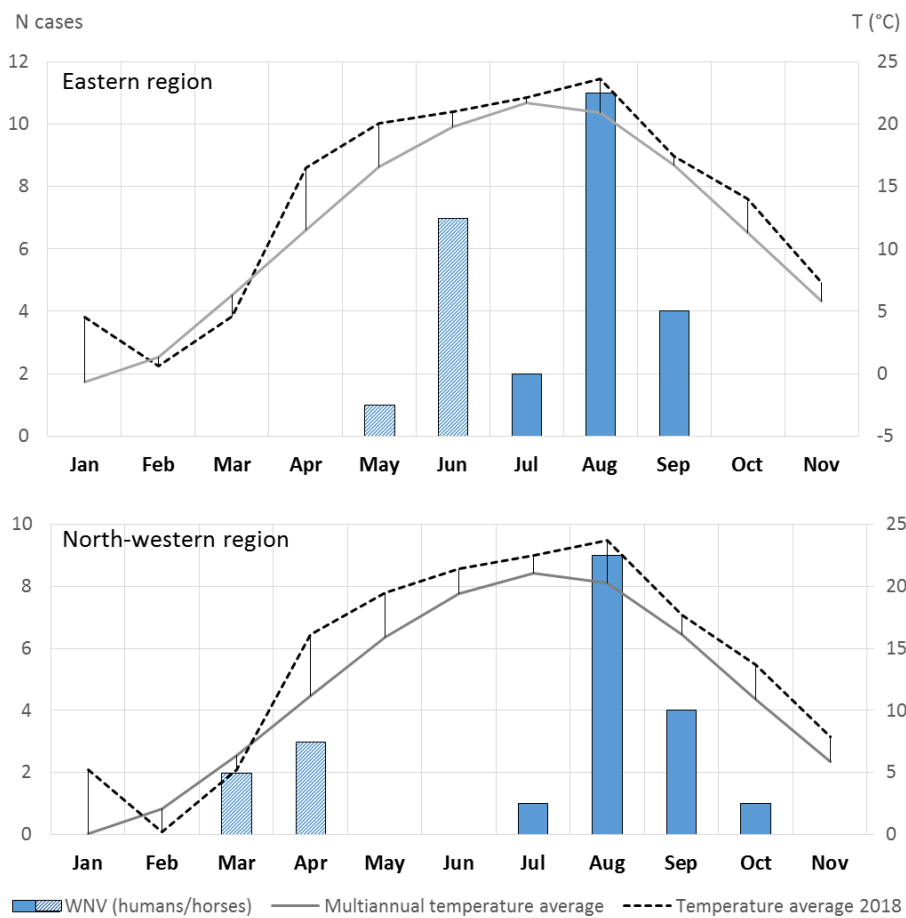 N cases T (°C)
Eastern region
12 25
10 20
8 15
6 10
4 5
2 0
0 -5
Jan Feb Mar Apr May Jun Jul Aug Sep Oct Nov
North-western region
10 25
8 20
6 15
4 10
2 5
0 0
Jan Feb Mar Apr May Jun Jul Aug Sep Oct Nov
WNV (humans/horses) Multiannual temperature average Temperature average 2018